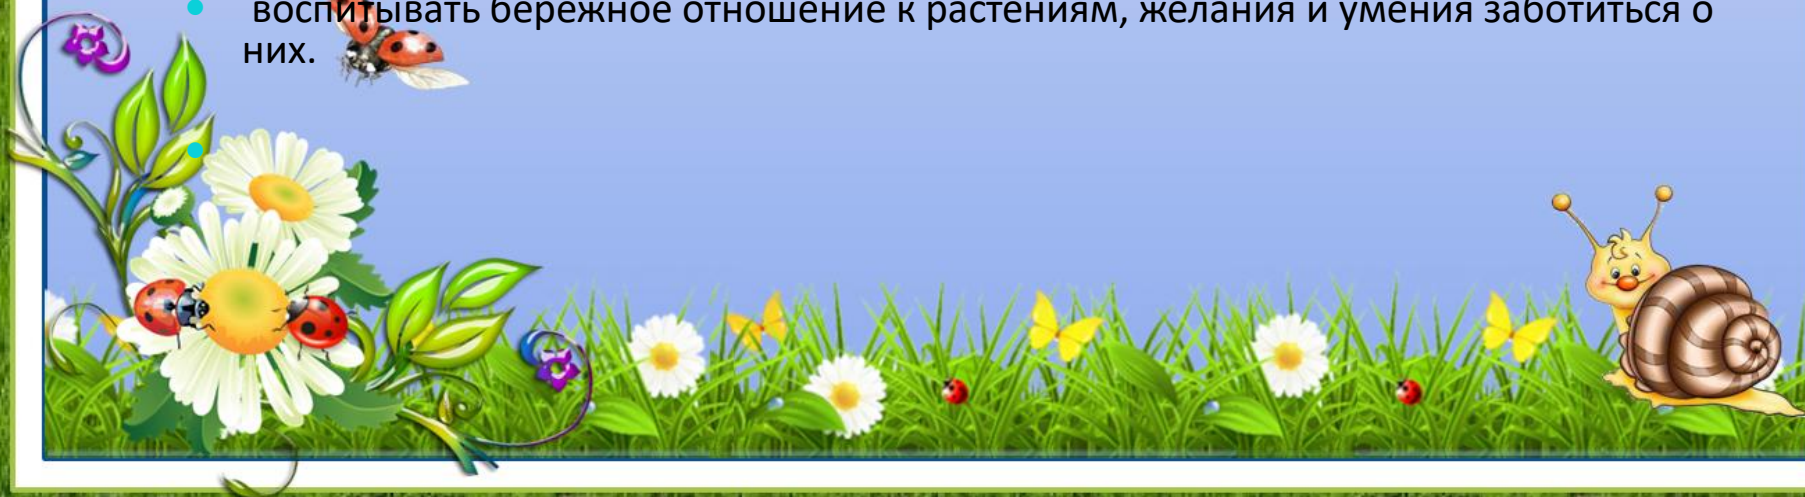 воспитывать бережное отношение к растениям, желания и умения заботиться о
них.